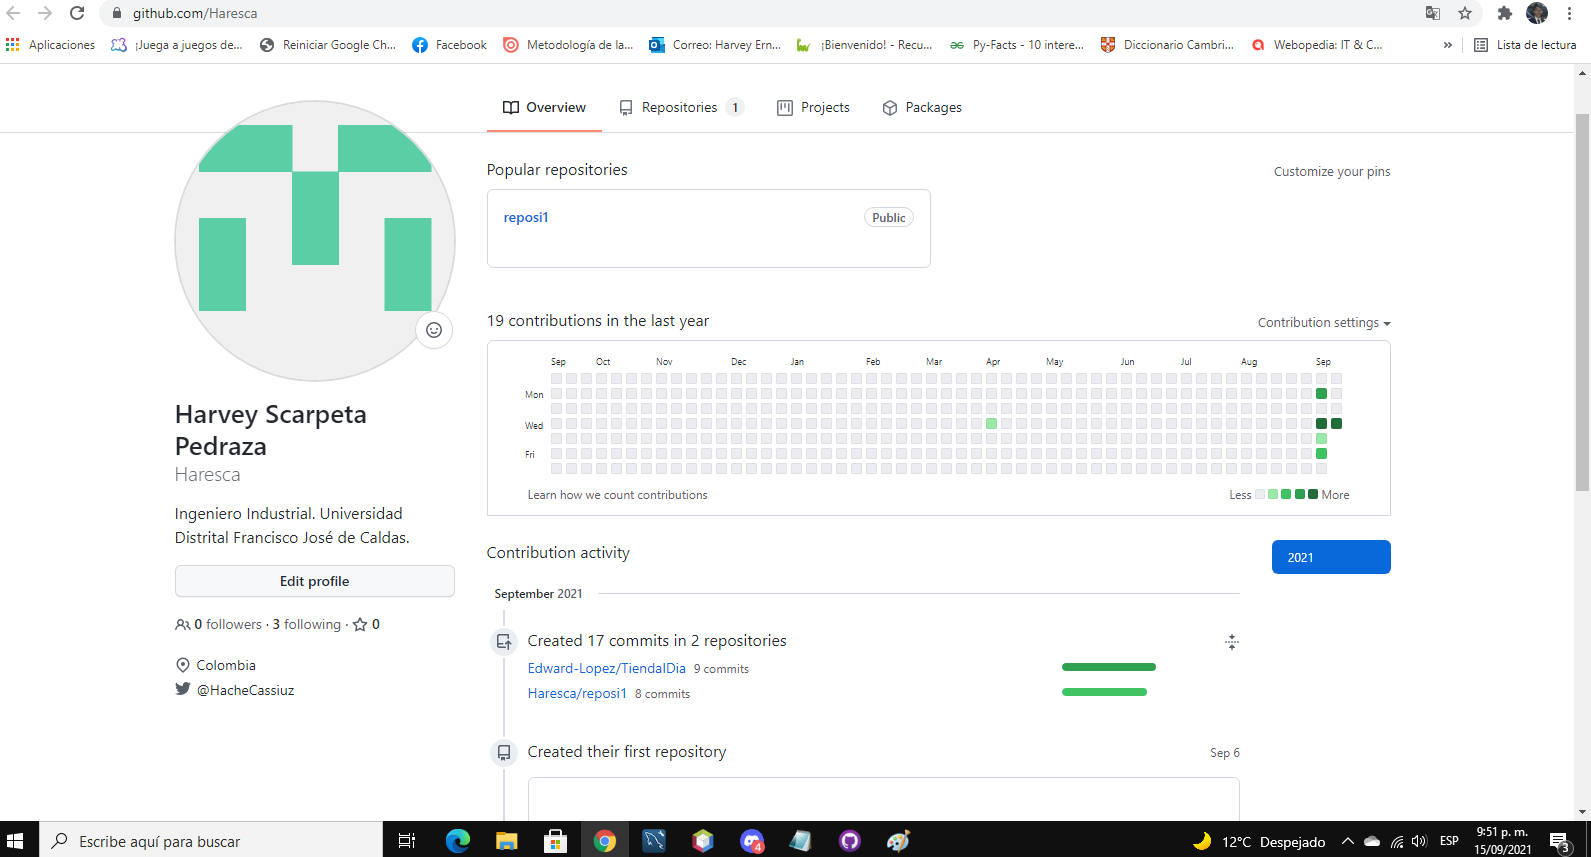 github.com/Haresca
Aplicaciones
¡Juega a juegos de...
Reiniciar Google Ch...
Facebook
Metodología de la...
Correo: Harvey Ern...
¡Bienvenido! - Recu...
Py-Facts - 10 intere...
Diccionario Cambri...
Webopedia: IT & C...
»
Lista de lectura
Overview
Repositories 1
Projects
Packages
Popular repositories
Customize your pins
reposi1
Public
19 contributions in the last year
Contribution settings
Sep Oct Nov Dec Jan Feb Mar Apr May Jun Jul Aug Sep
Mon
Wed
Fri
Learn how we count contributions
Less More
Harvey Scarpeta
Pedraza
Haresca
Ingeniero Industrial. Universidad
Distrital Francisco José de Caldas.
Edit profile
0 followers · 3 following · 0
Colombia
@HacheCassiuz
Contribution activity
2021
September 2021
Created 17 commits in 2 repositories
Edward-Lopez/TiendalDia 9 commits
Haresca/reposi1 8 commits
Created their first repository
Sep 6
Escribe aquí para buscar
4
12°C Despejado
ESP
9:51 p. m.
15/09/2021
3